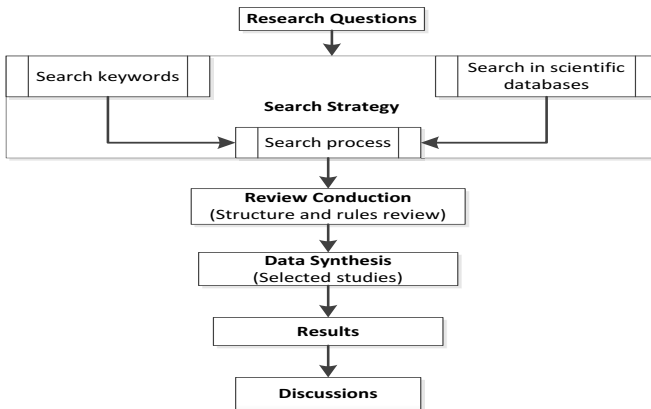 Research Questions
Search keywords
Search in scientific
databases
Search Strategy
Search process
Review Conduction
(Structure and rules review)
Data Synthesis
(Selected studies)
Results
Discussions